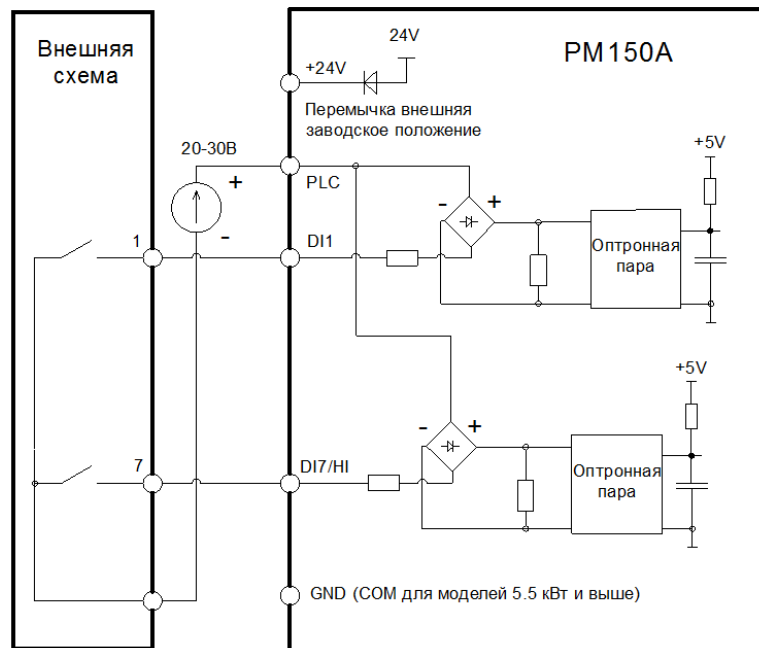 Внешняя
схема
24V
PM150A
+24V
Перемычка внешняя
заводское положение
20-30В
+
-
PLC
+5V
-
+
1
DI1
Оптронная
пара
+5V
-
+
7
DI7/HI
Оптронная
пара
GND (COM для моделей 5.5 кВт и выше)